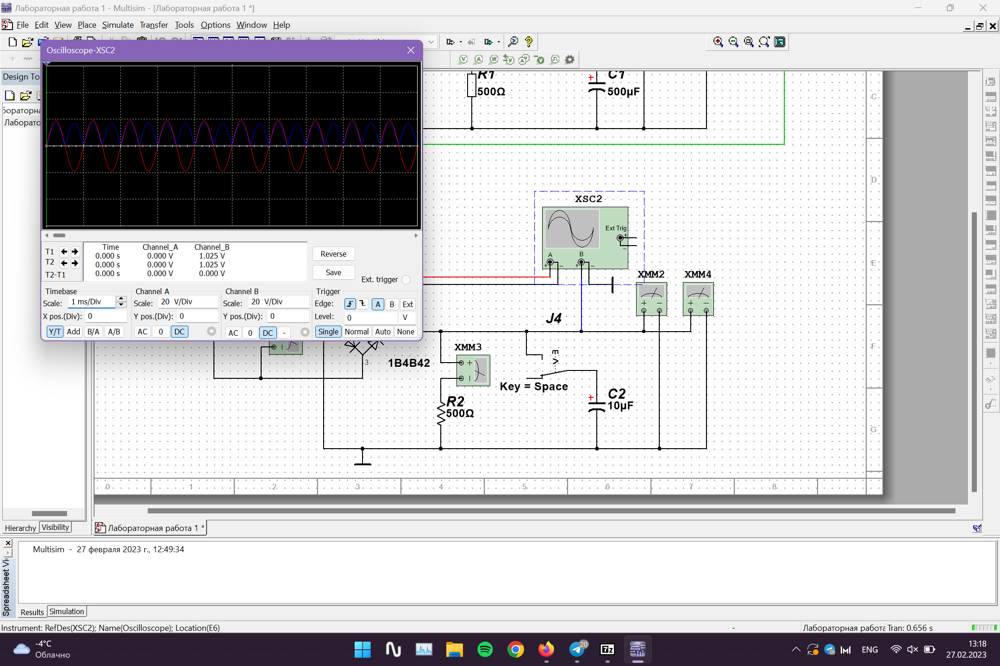 Лабораторная работа 1 - Multisim - [Лабораторная работа 1 *]
File Edit View Place Simulate Transfer Tools Options Window Help
Oscilloscope-XSC2
Design To
Лаборато
Time Channel_A Channel_B
T1 0.000 s 0.000 V 1.025 V
T2 0.000 s 0.000 V 1.025 V
T2-T1 0.000 s 0.000 V 0.000 V
Reverse
Save
Ext. trigger
Timebase
Scale: 1 ms/Div
X pos.(Div): 0
Y/T Add B/A A/B
Channel A
Scale: 20 V/Div
Y pos.(Div): 0
AC 0 DC
Channel B
Scale: 20 V/Div
Y pos.(Div): 0
AC 0 DC -
Trigger
Edge: A B Ext
Level: 0 V
Single Normal Auto None
R1
500Ω
+
C1
500µF
XSC2
Ext Trig
+
-
A
B
+ - + -
XMM2
+ -
XMM4
+ -
J4
XMM3
+
-
3
1B4B42
Key = Space
R2
500Ω
+
C2
10µF
C
D
E
F
G
0 1 2 3 4 5 6 7 8
Hierarchy Visibility
Лабораторная работа 1 *
Multisim - 27 февраля 2023 г., 12:49:34
Spreadsheet Vi
Results Simulation
Instrument: RefDes(XSC2); Name(Oscilloscope); Location(E6)
-
Лабораторная работа Tran: 0.656 s
-4°C
Облачно
20
7z
20
ENG
13:18
27.02.2023